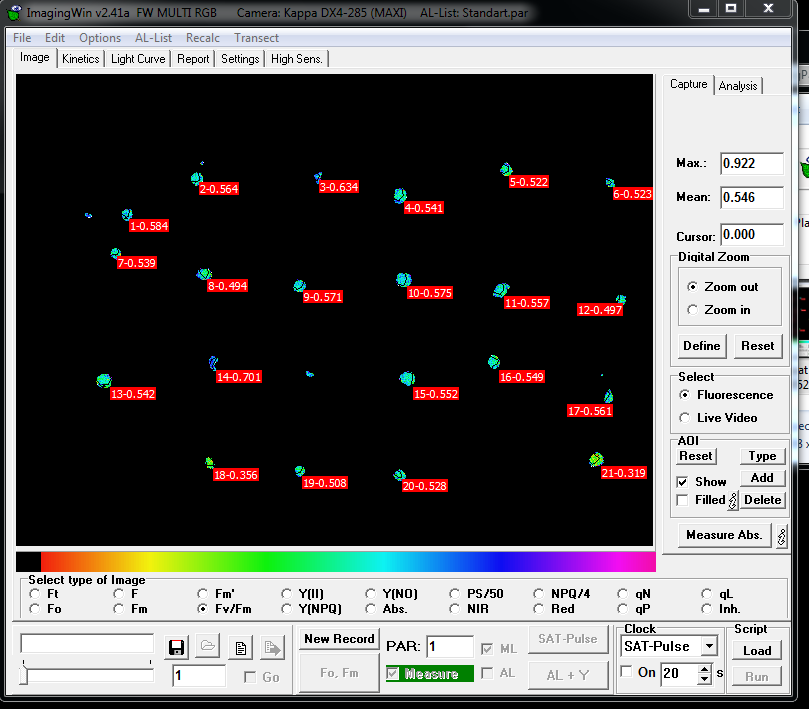 ImagingWin v2.41a FW MULTI RGB Camera: Kappa DX4-285 (MAXI) AL-List: Standart.par
File Edit Options AL-List Recalc Transect
Image Kinetics Light Curve Report Settings High Sens.
Capture Analysis
Max.: 0.922
Mean: 0.546
Cursor: 0.000
Digital Zoom
Zoom out
Zoom in
Define Reset
Select
Fluorescence
Live Video
AOI
Reset Type
Show Add
Filled Delete
Measure Abs.
2-0.564
3-0.634
4-0.541
5-0.522
6-0.523
1-0.584
7-0.539
8-0.494
9-0.571
10-0.575
11-0.557
12-0.497
13-0.542
14-0.701
15-0.552
16-0.549
17-0.561
18-0.356
19-0.508
20-0.528
21-0.319
Select type of Image
Ft F Fm' Y(II) Y(NO) PS/50 NPQ/4 qN qL
Fo Fm Fv/Fm Y(NPQ) Abs. NIR Red qP Inh.
1
Go
New Record
Fo, Fm
PAR: 1
Measure
ML
AL
SAT-Pulse
AL + Y
Clock
SAT-Pulse
On 20 s
Script
Load
Run